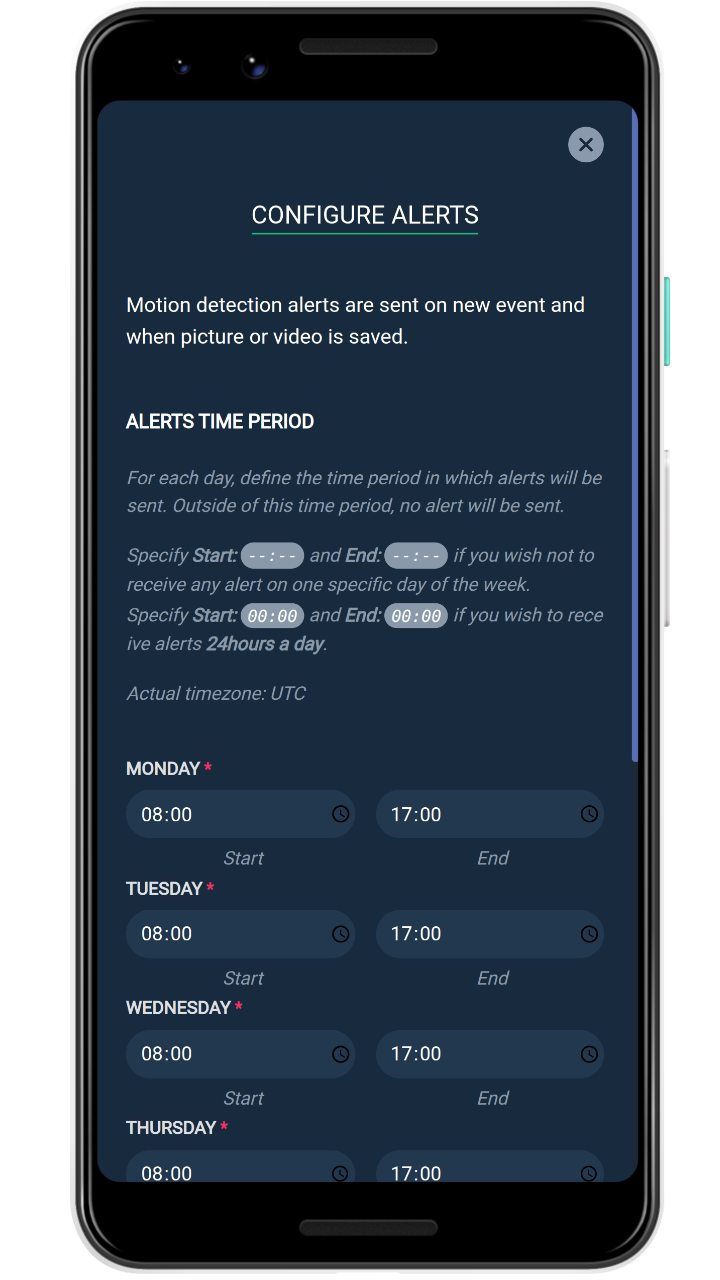 CONFIGURE ALERTS
Motion detection alerts are sent on new event and
when picture or video is saved.
ALERTS TIME PERIOD
For each day, define the time period in which alerts will be
sent. Outside of this time period, no alert will be sent.
Specify Start: --:-- and End: --:-- if you wish not to
receive any alert on one specific day of the week.
Specify Start: 00:00 and End: 00:00 if you wish to rece
ive alerts 24hours a day.
Actual timezone: UTC
MONDAY *
08:00 17:00
Start End
TUESDAY *
08:00 17:00
Start End
WEDNESDAY *
08:00 17:00
Start End
THURSDAY *
08:00 17:00